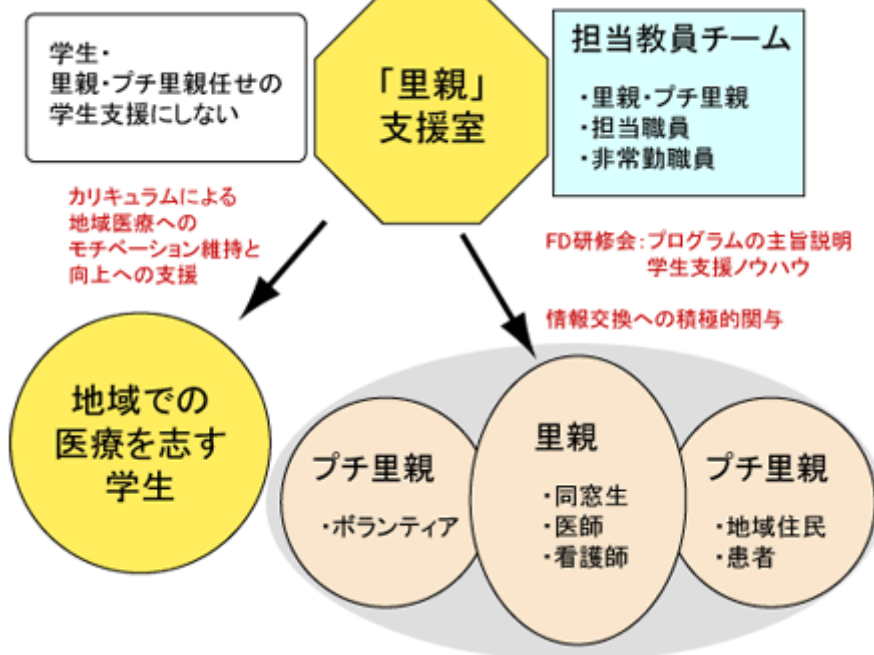 学生・
里親・プチ里親任せの
学生支援にしない
「里親」
支援室
担当教員チーム
・里親・プチ里親
・担当職員
・非常勤職員
カリキュラムによる
地域医療への
モチベーション維持と
向上への支援
FD研修会：プログラムの主旨説明
学生支援ノウハウ
情報交換への積極的関与
地域での
医療を志す
学生
プチ里親
・ボランティア
里親
・同窓生
・医師
・看護師
プチ里親
・地域住民
・患者